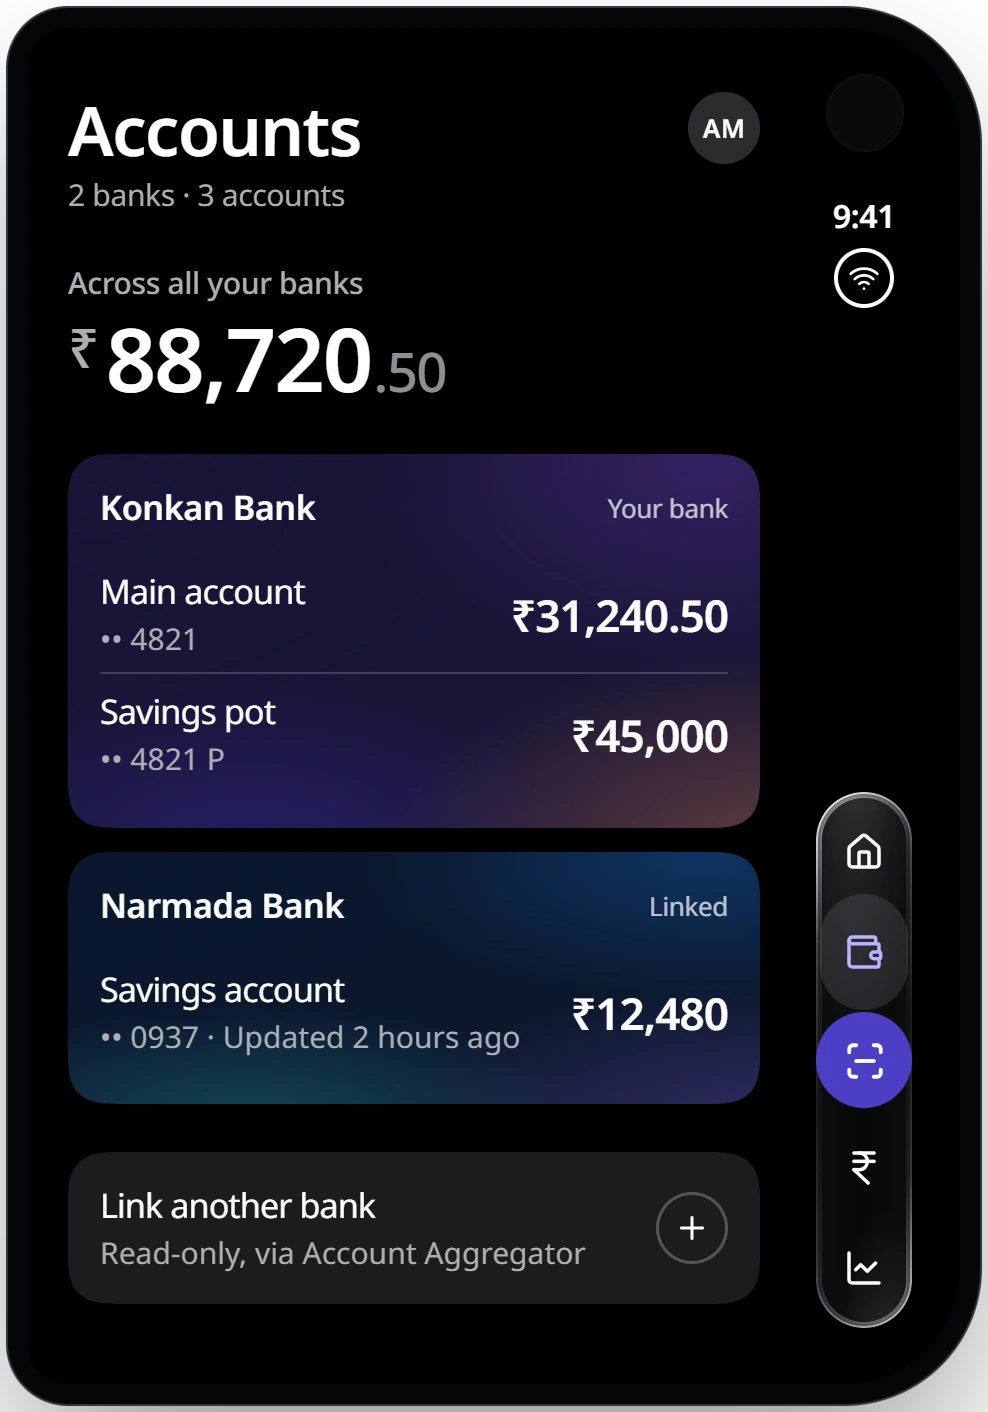 Accounts
AM
2 banks · 3 accounts
9:41
Across all your banks
₹88,720.50
Konkan Bank
Your bank
Main account
•• 4821
₹31,240.50
Savings pot
•• 4821 P
₹45,000
Narmada Bank
Linked
Savings account
•• 0937 · Updated 2 hours ago
₹12,480
₹
Link another bank
Read-only, via Account Aggregator